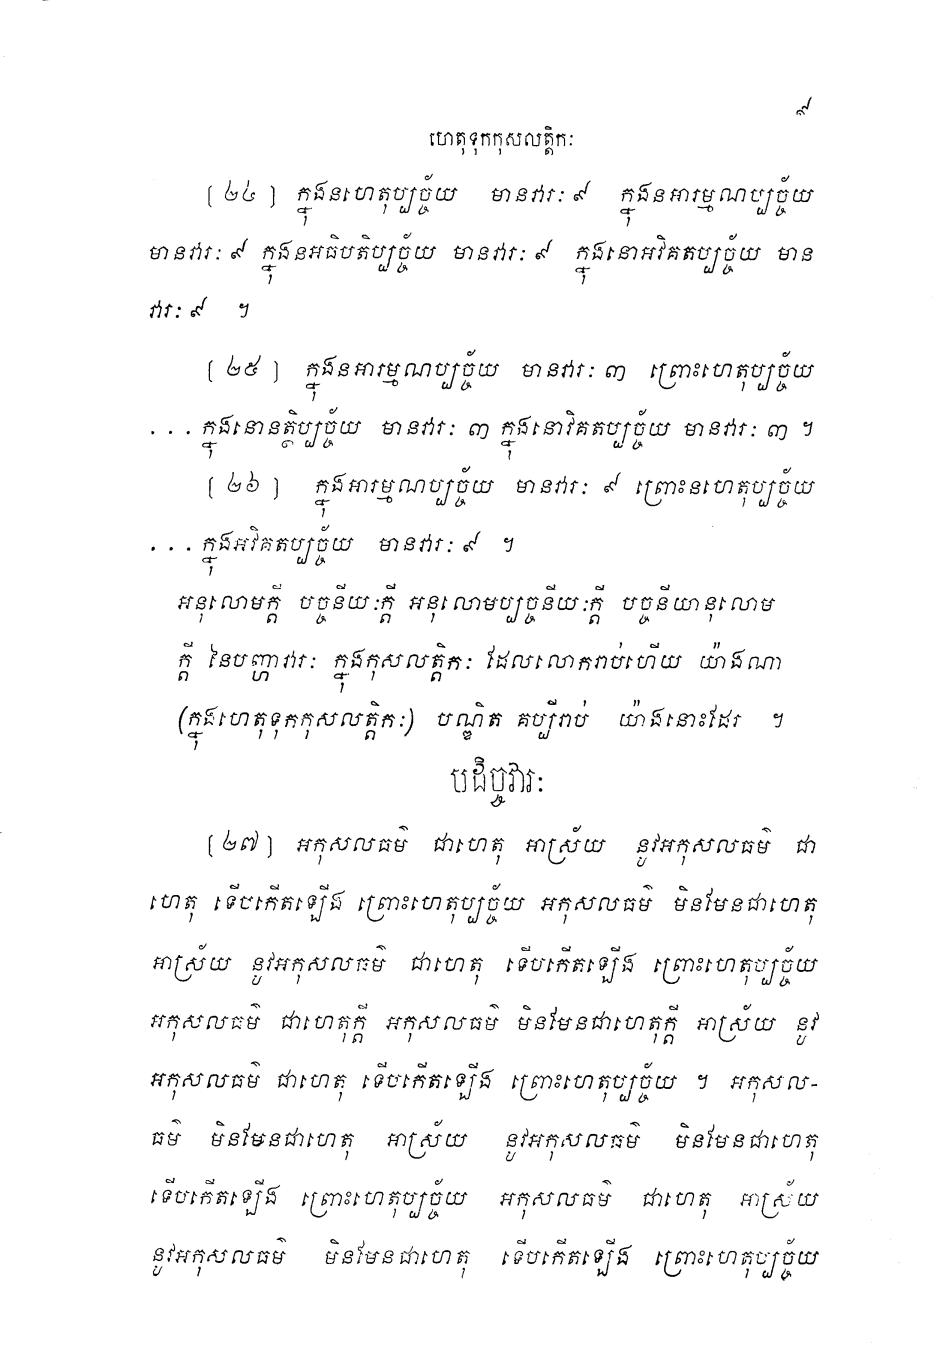 ៩
ហេតុទុកកុសលត្តិកៈ
[ ២៤ ] ក្នុងនហេតុប្បច្ច័យ មានវារៈ ៩ ក្នុងនអារម្មណប្បច្ច័យ
មានវារៈ ៩ ក្នុងនអធិបតិប្បច្ច័យ មានវារៈ ៩ ក្នុងនោអវិគតប្បច្ច័យ មាន
វារៈ ៩ ។
[ ២៥ ] ក្នុងនអារម្មណប្បច្ច័យ មានវារៈ ៣ ព្រោះហេតុប្បច្ច័យ
...ក្នុងនោនត្ថិប្បច្ច័យ មានវារៈ ៣ ក្នុងនោវិគតប្បច្ច័យ មានវារៈ ៣ ។
[ ២៦ ] ក្នុងអារម្មណប្បច្ច័យ មានវារៈ ៩ ព្រោះនហេតុប្បច្ច័យ
...ក្នុងអវិគតប្បច្ច័យ មានវារៈ ៩ ។
អនុលោមក្តី បច្ចនីយៈក្តី អនុលោមប្បច្ចនីយៈក្តី បច្ចនីយានុលោម
ក្តី នៃបញ្ហាវារៈ ក្នុងកុសលត្តិកៈ ដែលលោករាប់ហើយ យ៉ាងណា
(ក្នុងហេតុទុកកុសលត្តិកៈ) បណ្ឌិត គប្បីរាប់ យ៉ាងនោះដែរ ។
បដិច្ចវារៈ
[ ២៧ ] អកុសលធម៌ ជាហេតុ អាស្រ័យ នូវអកុសលធម៌ ជា
ហេតុ ទើបកើតឡើង ព្រោះហេតុប្បច្ច័យ អកុសលធម៌ មិនមែនជាហេតុ
អាស្រ័យ នូវអកុសលធម៌ ជាហេតុ ទើបកើតឡើង ព្រោះហេតុប្បច្ច័យ
អកុសលធម៌ ជាហេតុក្តី អកុសលធម៌ មិនមែនជាហេតុក្តី អាស្រ័យ នូវ
អកុសលធម៌ ជាហេតុ ទើបកើតឡើង ព្រោះហេតុប្បច្ច័យ ។ អកុសល-
ធម៌ មិនមែនជាហេតុ អាស្រ័យ នូវអកុសលធម៌ មិនមែនជាហេតុ
ទើបកើតឡើង ព្រោះហេតុប្បច្ច័យ អកុសលធម៌ ជាហេតុ អាស្រ័យ
នូវអកុសលធម៌ មិនមែនជាហេតុ ទើបកើតឡើង ព្រោះហេតុប្បច្ច័យ